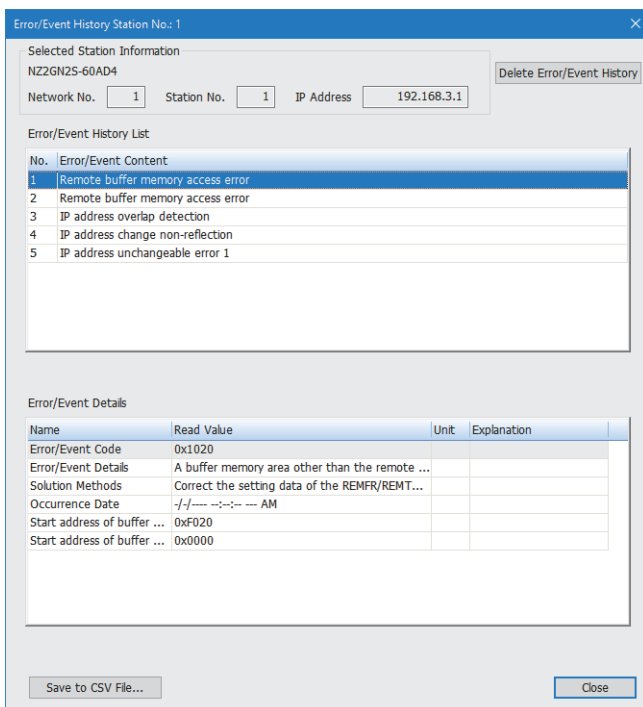 Error/Event History Station No.: 1
Selected Station Information
NZ2GN2S-60AD4
Delete Error/Event History
Network No. 1 Station No. 1 IP Address 192.168.3.1
Error/Event History List
No. Error/Event Content
1 Remote buffer memory access error
2 Remote buffer memory access error
3 IP address overlap detection
4 IP address change non-reflection
5 IP address unchangeable error 1
Error/Event Details
Name Read Value Unit Explanation
Error/Event Code 0x1020
Error/Event Details A buffer memory area other than the remote ...
Solution Methods Correct the setting data of the REMFR/REMT...
Occurrence Date -/-/---- --:--:-- --- AM
Start address of buffer ... 0xF020
Start address of buffer ... 0x0000
Save to CSV File... Close